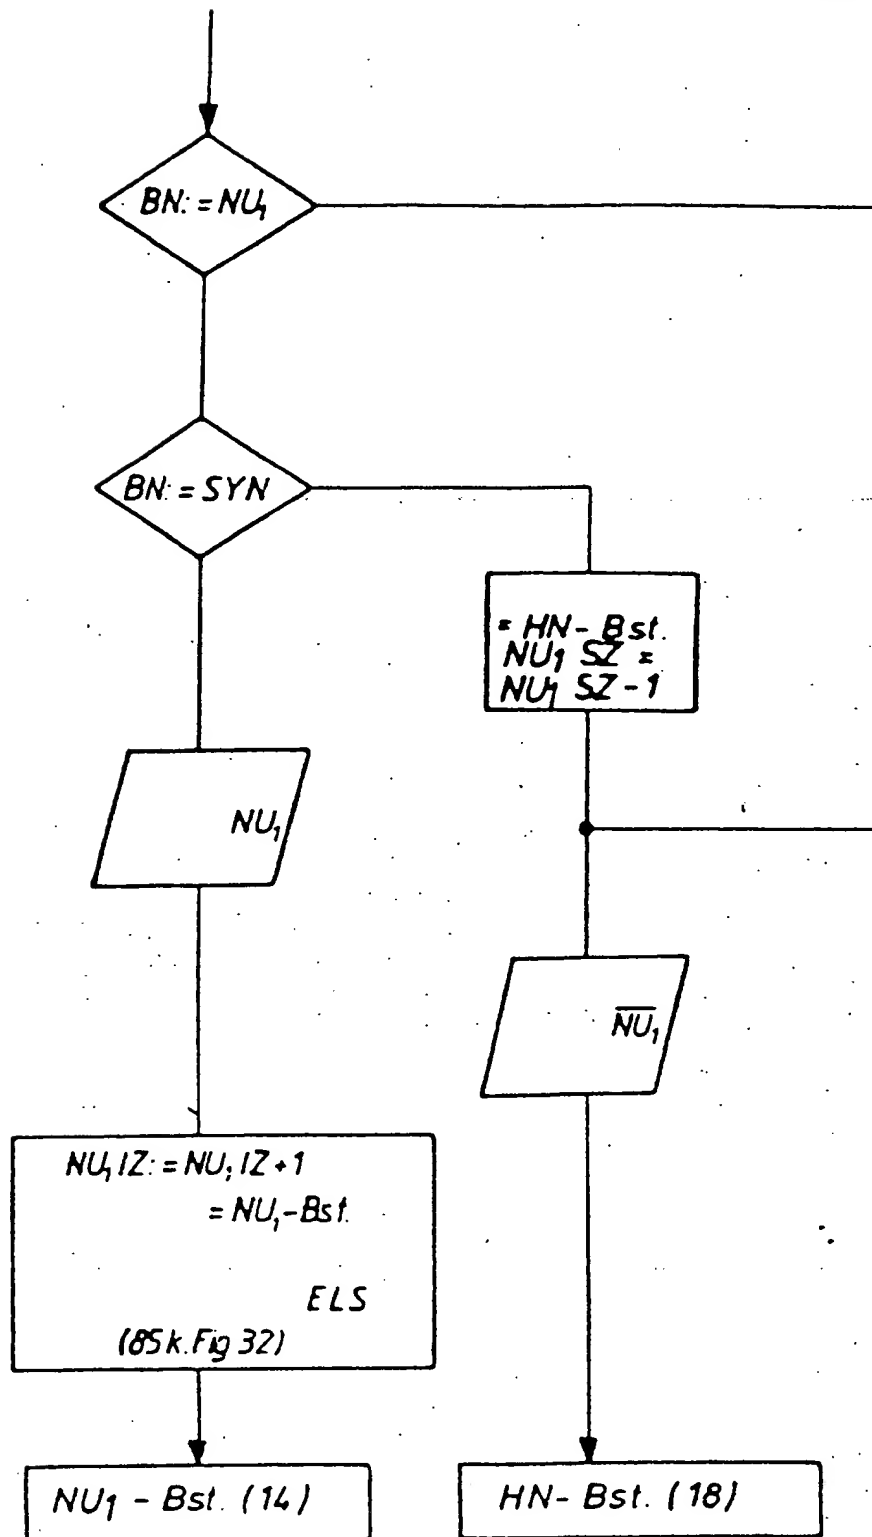 BN: = NU₁
BN: = SYN
= HN - Bst.
NU₁ SZ =
NU₁ SZ - 1
NU₁
N̅U̅₁
NU₁ IZ: = NU₁ IZ + 1
= NU₁ - Bst.
ELS
(85k. Fig 32)
NU₁ - Bst. (14)
HN - Bst. (18)